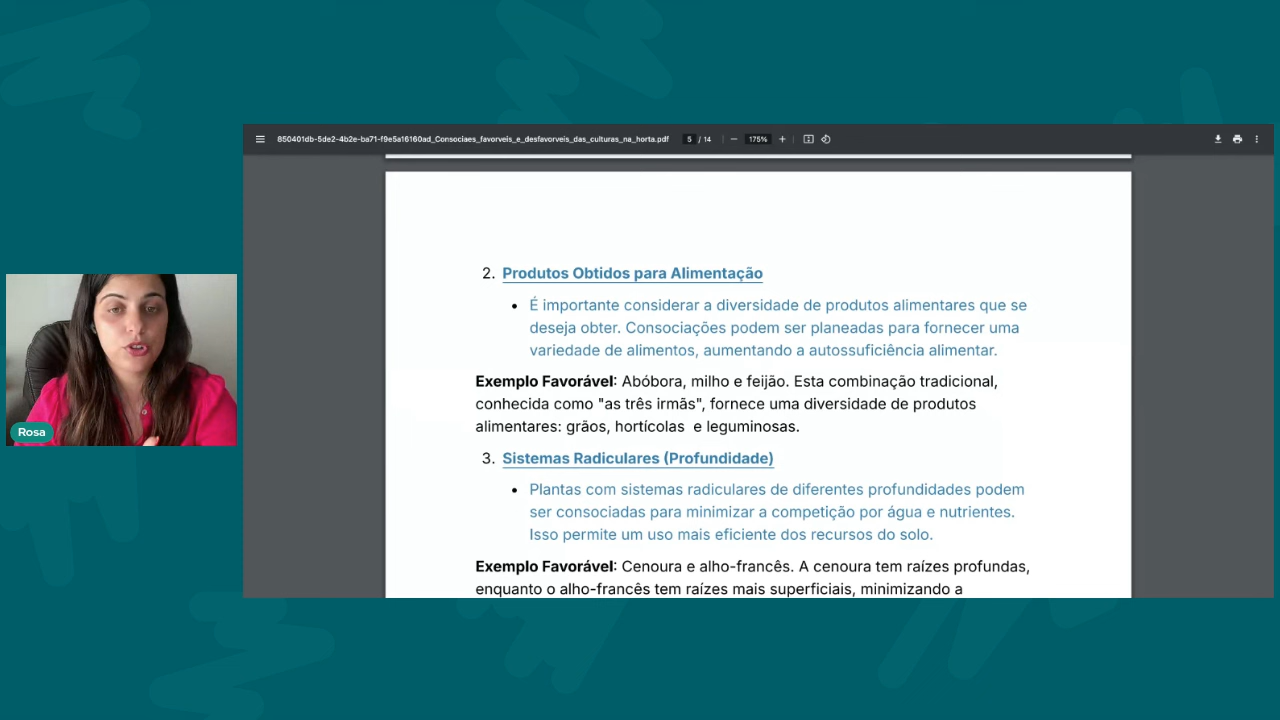 850401db-5de2-4b2e-ba71-f9e5a16160ad_Consociaes_favorveis_e_desfavorveis_das_culturas_na_horta.pdf 5 / 14 175%
2. Produtos Obtidos para Alimentação
• É importante considerar a diversidade de produtos alimentares que se
deseja obter. Consociações podem ser planeadas para fornecer uma
variedade de alimentos, aumentando a autossuficiência alimentar.
Exemplo Favorável: Abóbora, milho e feijão. Esta combinação tradicional,
conhecida como "as três irmãs", fornece uma diversidade de produtos
alimentares: grãos, hortícolas e leguminosas.
3. Sistemas Radiculares (Profundidade)
• Plantas com sistemas radiculares de diferentes profundidades podem
ser consociadas para minimizar a competição por água e nutrientes.
Isso permite um uso mais eficiente dos recursos do solo.
Exemplo Favorável: Cenoura e alho-francês. A cenoura tem raízes profundas,
enquanto o alho-francês tem raízes mais superficiais, minimizando a
Rosa